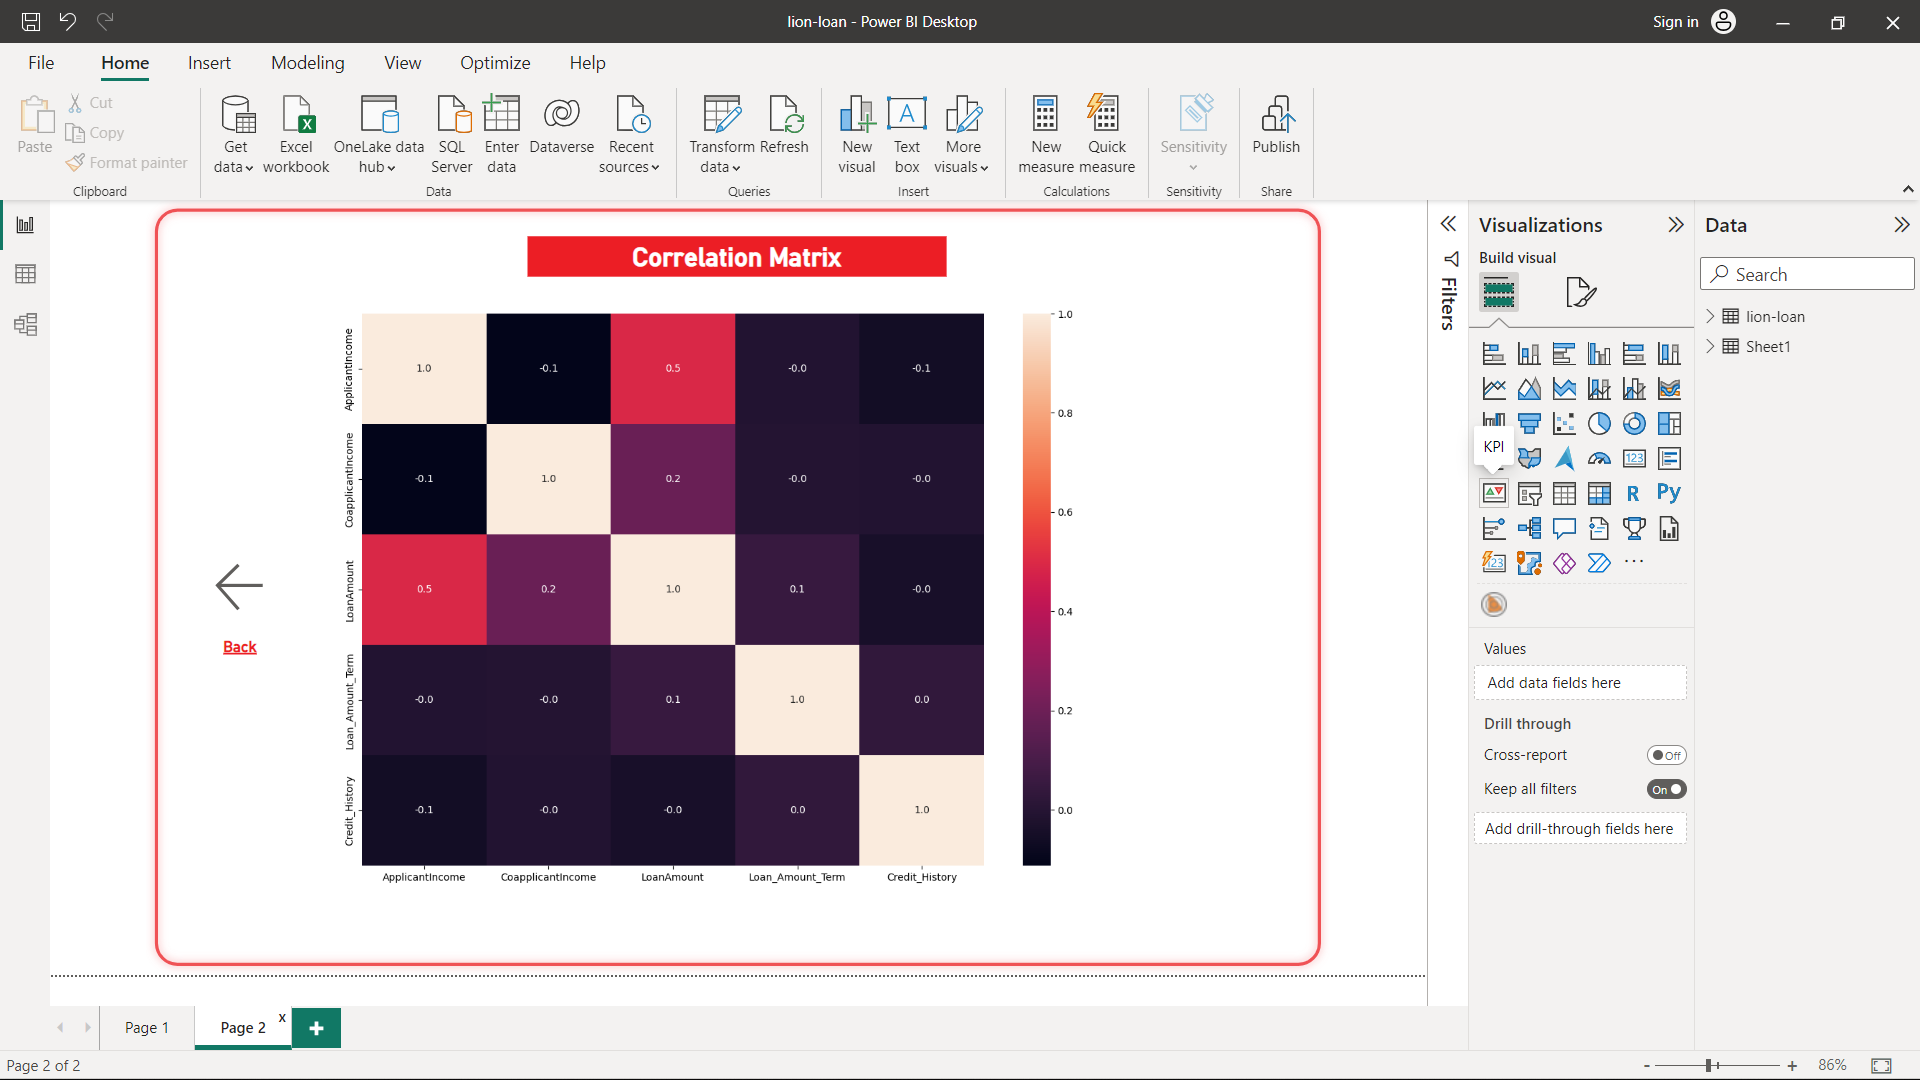 lion-loan - Power BI Desktop
Sign in
File Home Insert Modeling View Optimize Help
Paste
Cut
Copy
Format painter
Clipboard
Get data
Excel workbook
OneLake data hub
SQL Server
Enter data
Dataverse
Recent sources
Data
Transform data
Refresh
Queries
New visual
Text box
More visuals
Insert
New measure
Quick measure
Calculations
Sensitivity
Sensitivity
Publish
Share
Correlation Matrix
ApplicantIncome
1.0 -0.1 0.5 -0.0 -0.1
CoapplicantIncome
-0.1 1.0 0.2 -0.0 -0.0
LoanAmount
0.5 0.2 1.0 0.1 -0.0
Loan_Amount_Term
-0.0 -0.0 0.1 1.0 0.0
Credit_History
-0.1 -0.0 -0.0 0.0 1.0
ApplicantIncome CoapplicantIncome LoanAmount Loan_Amount_Term Credit_History
1.0
0.8
0.6
0.4
0.2
0.0
Back
Filters
Visualizations
Build visual
KPI
123
R
Py
123
Values
Add data fields here
Drill through
Cross-report
Off
Keep all filters
On
Add drill-through fields here
Data
Search
lion-loan
Sheet1
Page 1
Page 2
x
Page 2 of 2
86%